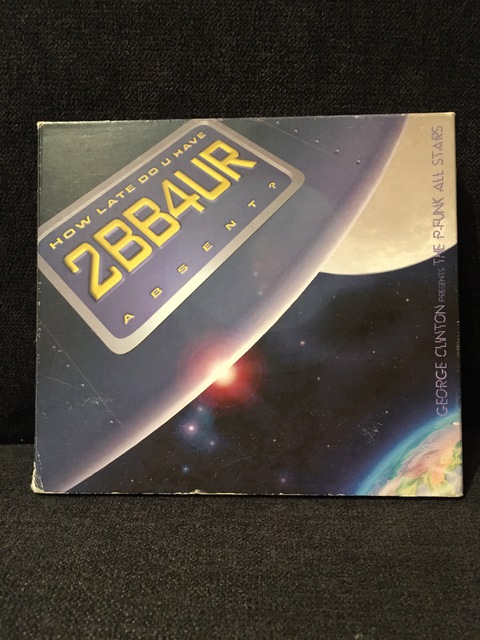 HOW LATE DO U HAVE
2BB4UR
ABSENT?
GEORGE CLINTON PRESENTS THE P-FUNK ALL STARS